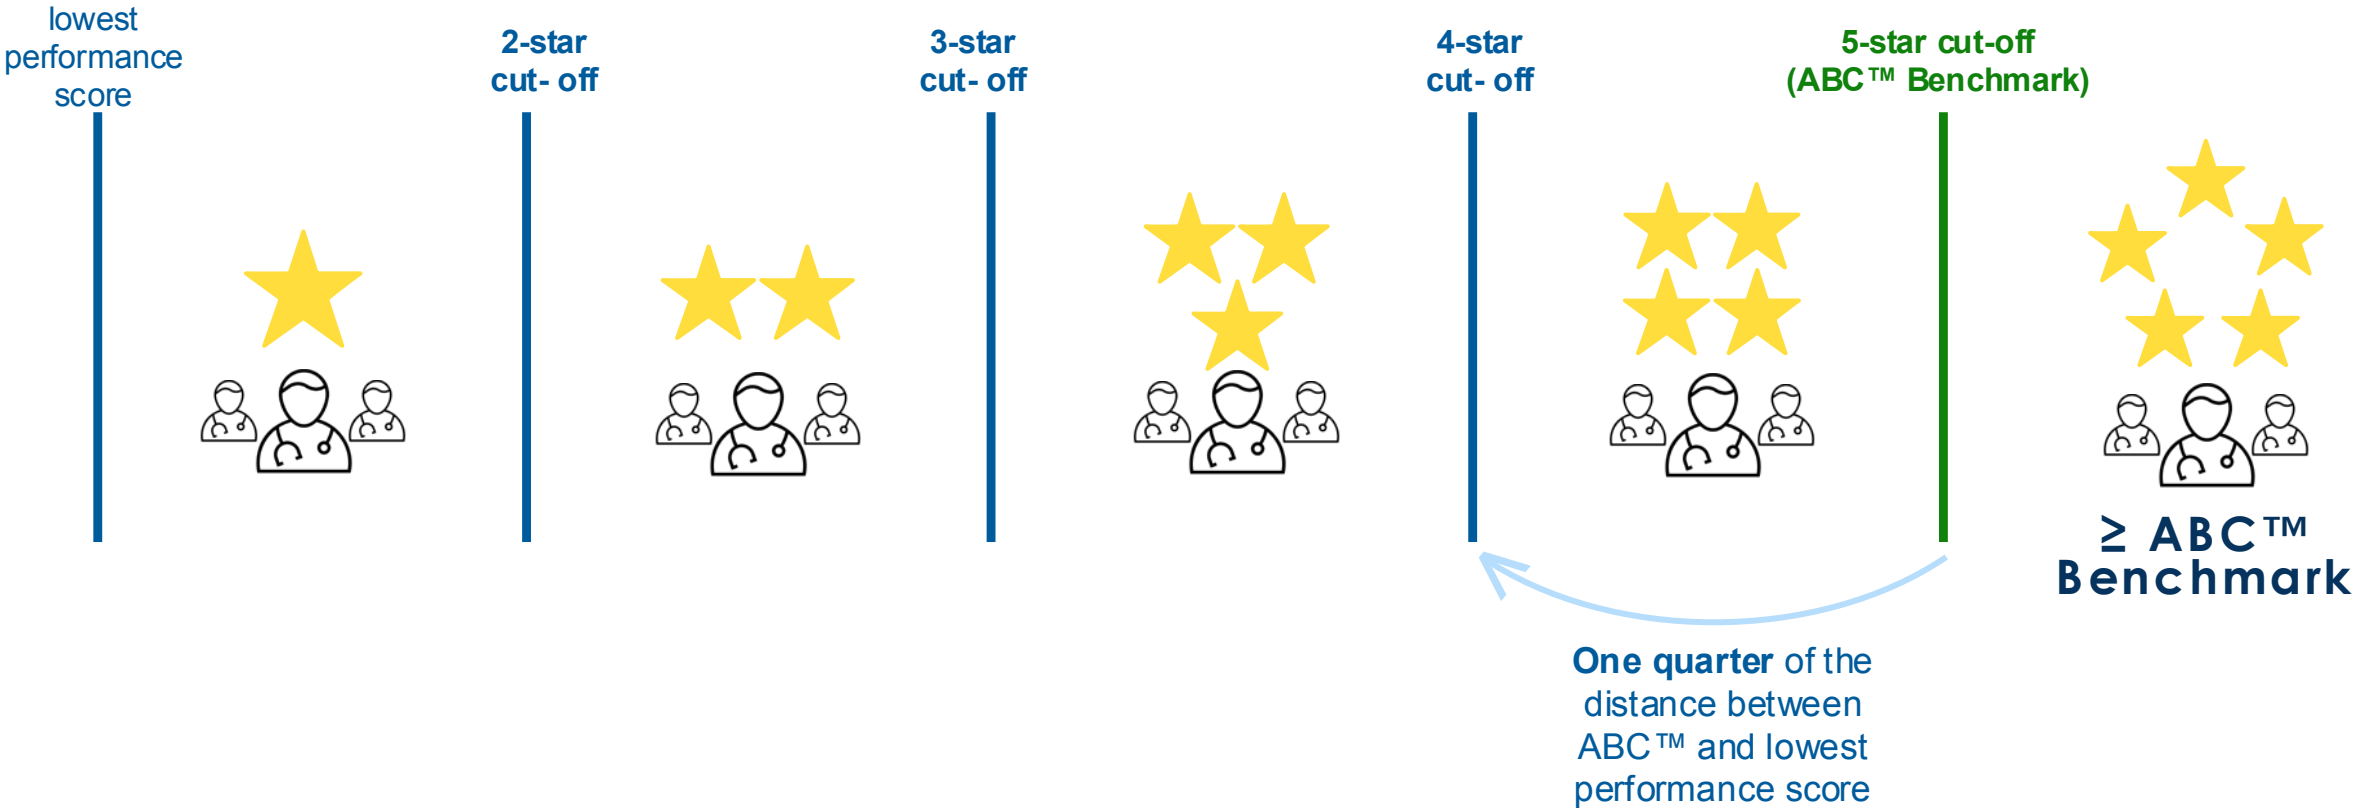 lowest
performance
score
2-star
cut- off
3-star
cut- off
4-star
cut- off
5-star cut-off
(ABC™ Benchmark)
≥ ABC™
Benchmark
One quarter of the
distance between
ABC™ and lowest
performance score